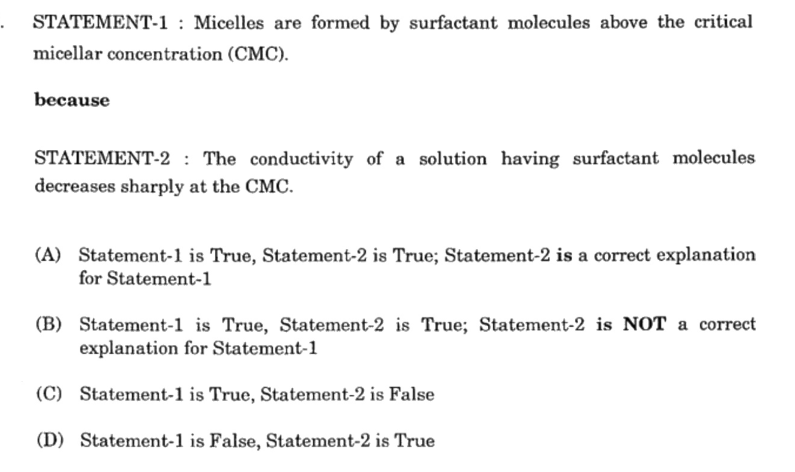 . STATEMENT-1 : Micelles are formed by surfactant molecules above the critical
micellar concentration (CMC).
because
STATEMENT-2 : The conductivity of a solution having surfactant molecules
decreases sharply at the CMC.
(A) Statement-1 is True, Statement-2 is True; Statement-2 is a correct explanation
for Statement-1
(B) Statement-1 is True, Statement-2 is True; Statement-2 is NOT a correct
explanation for Statement-1
(C) Statement-1 is True, Statement-2 is False
(D) Statement-1 is False, Statement-2 is True